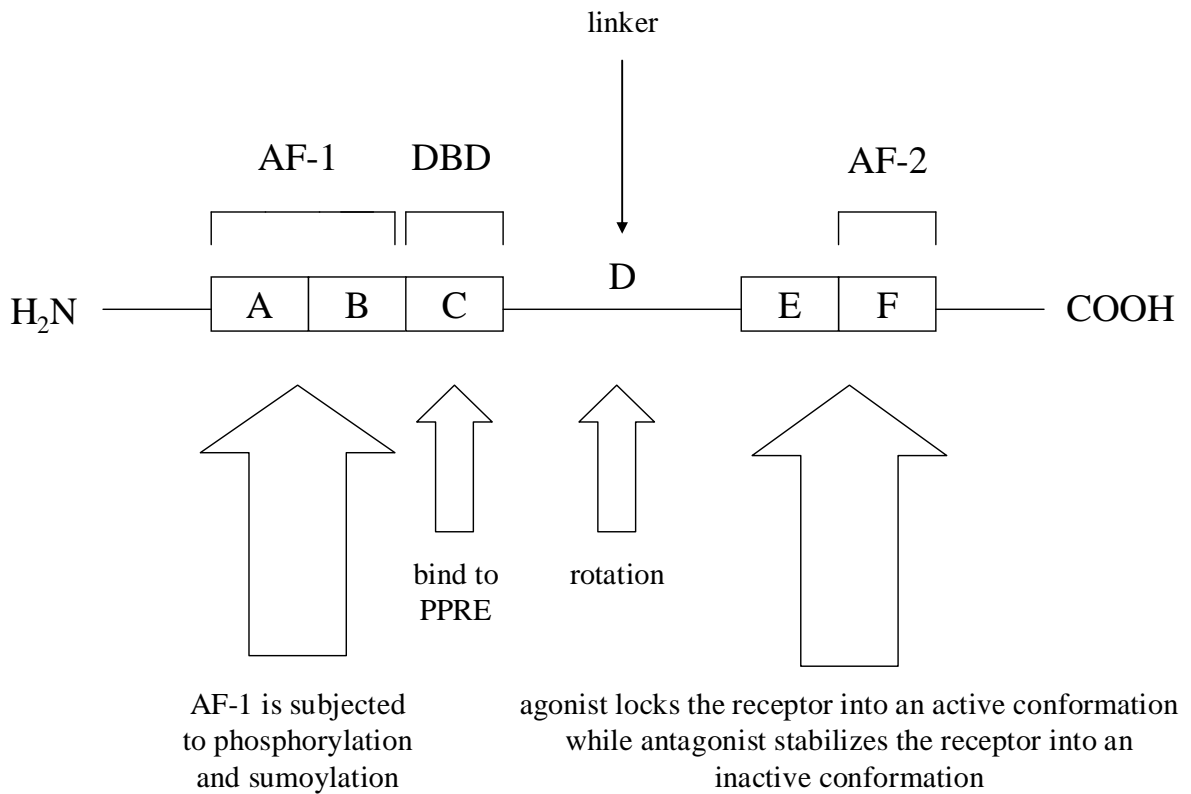 linker
AF-1 DBD AF-2
D
H₂N A B C E F COOH
bind to
PPRE
rotation
AF-1 is subjected
to phosphorylation
and sumoylation
agonist locks the receptor into an active conformation
while antagonist stabilizes the receptor into an
inactive conformation